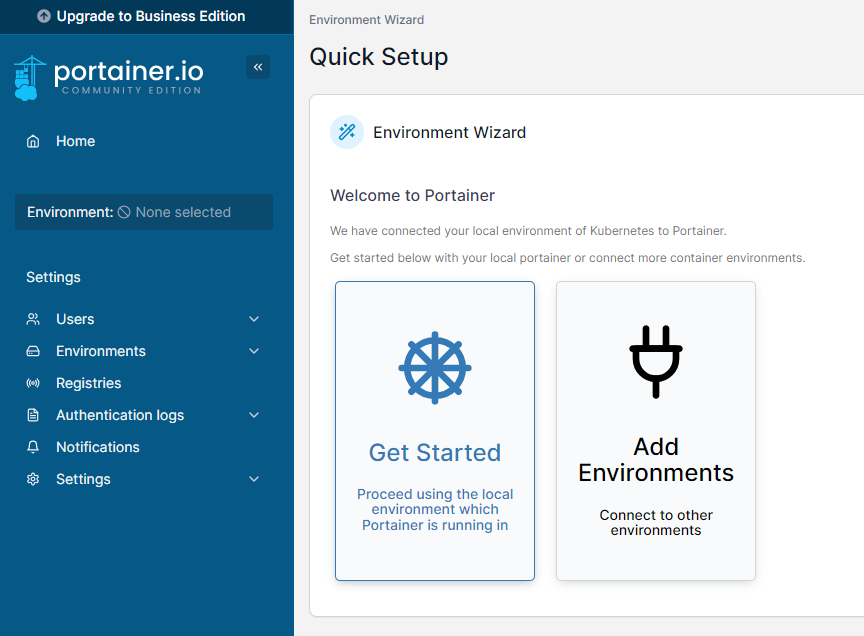 Upgrade to Business Edition
portainer.io
COMMUNITY EDITION
Home
Environment: None selected
Settings
Users
Environments
Registries
Authentication logs
Notifications
Settings
Environment Wizard
Quick Setup
Environment Wizard
Welcome to Portainer
We have connected your local environment of Kubernetes to Portainer.
Get started below with your local portainer or connect more container environments.
Get Started
Proceed using the local
environment which
Portainer is running in
Add
Environments
Connect to other
environments